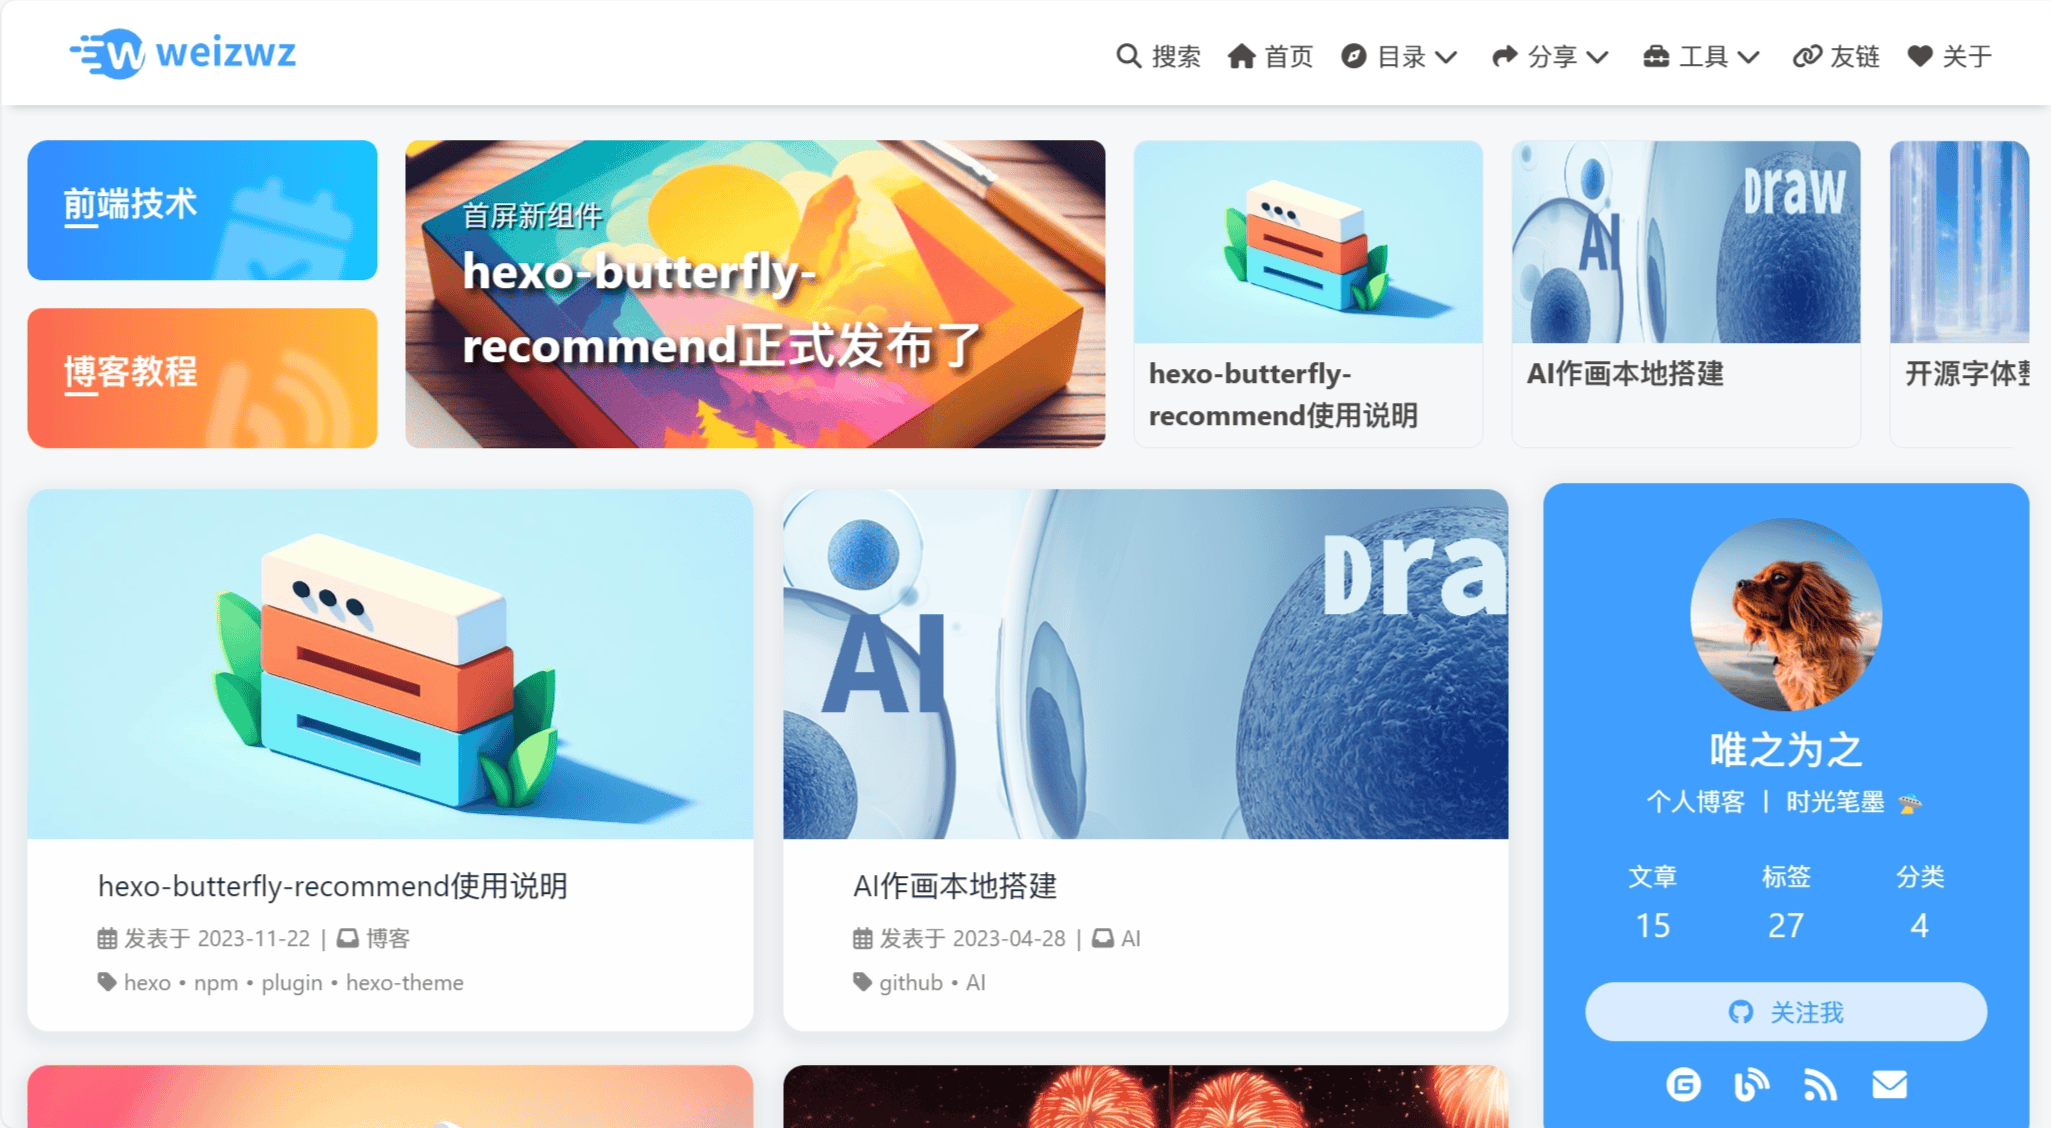 weizwz
搜索 首页 目录 分享 工具 友链 关于
前端技术
博客教程
首屏新组件
hexo-butterfly-
recommend正式发布了
hexo-butterfly-
recommend使用说明
AI
Draw
AI作画本地搭建
开源字体整
AI
Dra
hexo-butterfly-recommend使用说明
发表于 2023-11-22 | 博客
hexo • npm • plugin • hexo-theme
AI作画本地搭建
发表于 2023-04-28 | AI
github • AI
唯之为之
个人博客 丨 时光笔墨 🛸
文章 标签 分类
15 27 4
关注我